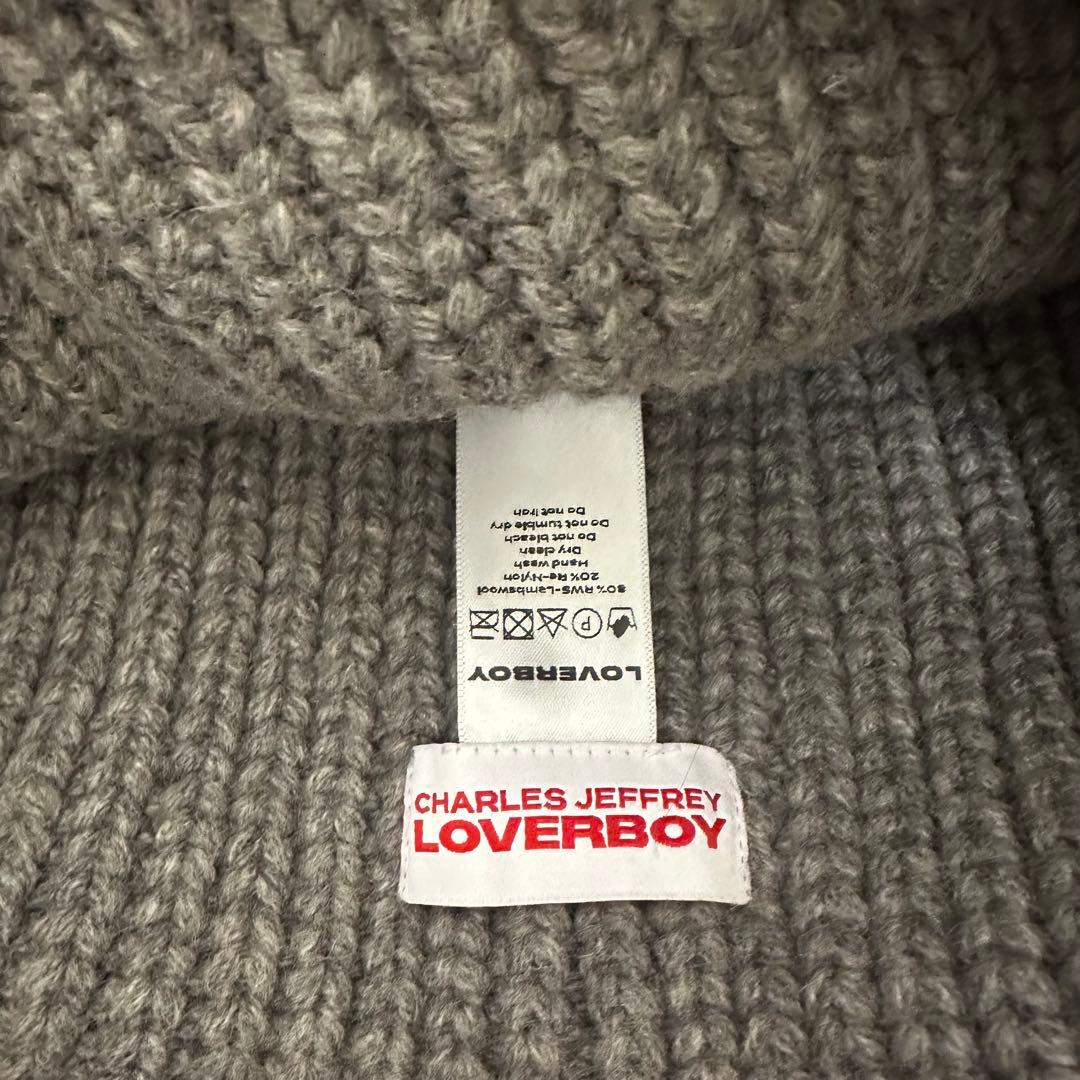 LOVERBOY
P
80% RWS-Lambswool
20% Re-Nylon
Hand wash
Dry clean
Do not bleach
Do not tumble dry
Do not Iron
CHARLES JEFFREY
LOVERBOY